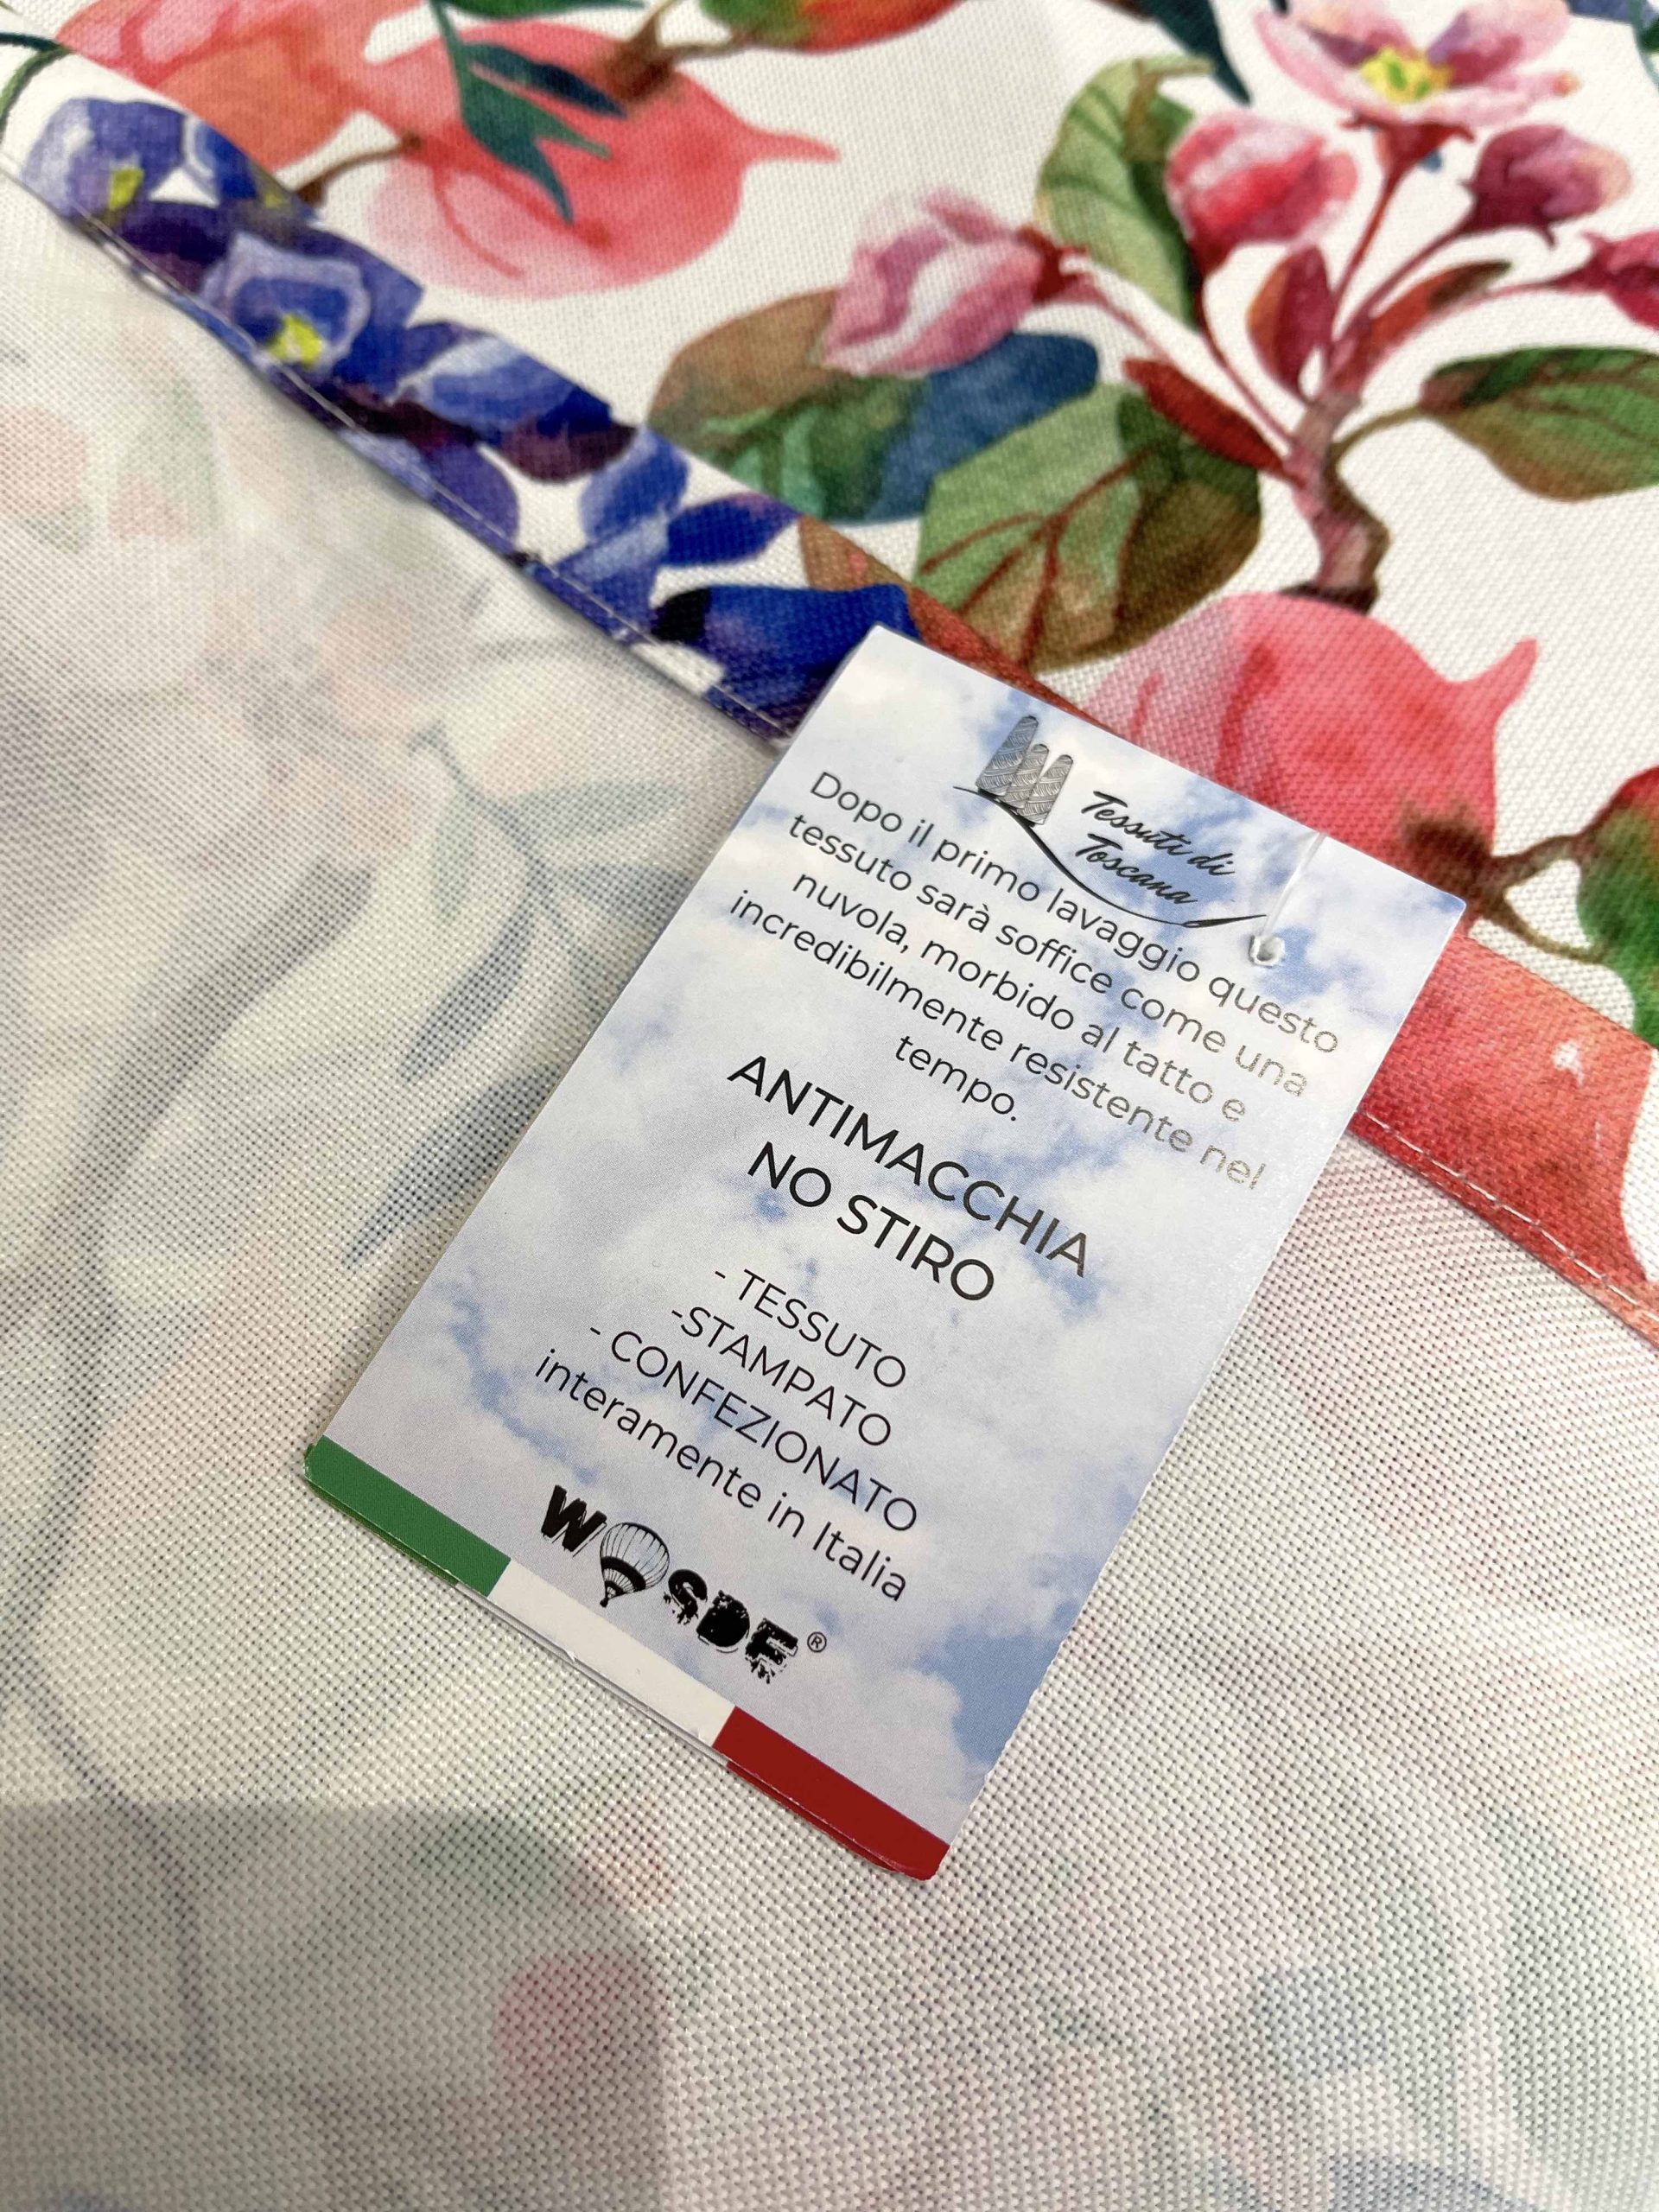 Tessuti di
Toscana
Dopo il primo lavaggio questo
tessuto sarà soffice come una
nuvola, morbido al tatto e
incredibilmente resistente nel
tempo.
ANTIMACCHIA
NO STIRO
- TESSUTO
-STAMPATO
- CONFEZIONATO
interamente in Italia
WOSDE®